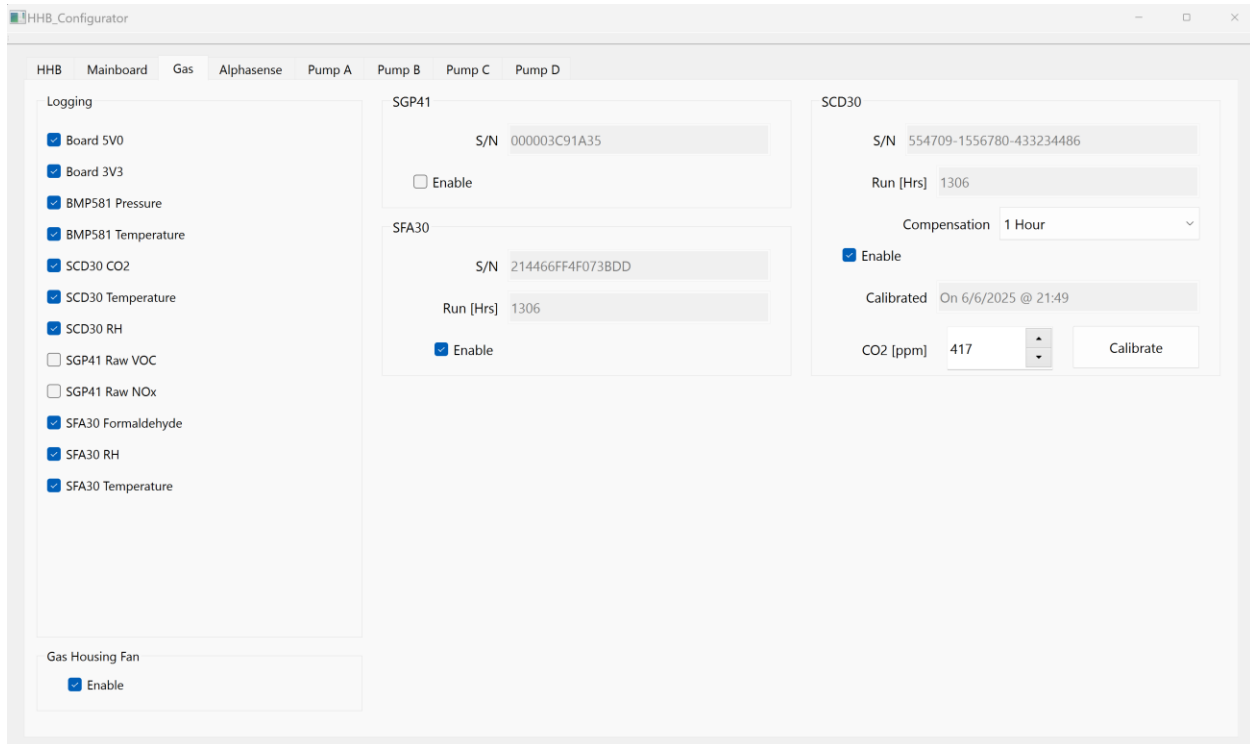 HHB_Configurator
HHB Mainboard Gas Alphasense Pump A Pump B Pump C Pump D
Logging
Board 5V0
Board 3V3
BMP581 Pressure
BMP581 Temperature
SCD30 CO2
SCD30 Temperature
SCD30 RH
SGP41 Raw VOC
SGP41 Raw NOx
SFA30 Formaldehyde
SFA30 RH
SFA30 Temperature
Gas Housing Fan
Enable
SGP41
S/N 000003C91A35
Enable
SFA30
S/N 214466FF4F073BDD
Run [Hrs] 1306
Enable
SCD30
S/N 554709-1556780-433234486
Run [Hrs] 1306
Compensation 1 Hour
Enable
Calibrated On 6/6/2025 @ 21:49
CO2 [ppm] 417 Calibrate